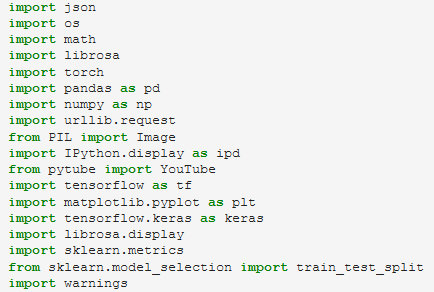 import json
import os
import math
import librosa
import torch
import pandas as pd
import numpy as np
import urllib.request
from PIL import Image
import IPython.display as ipd
from pytube import YouTube
import tensorflow as tf
import matplotlib.pyplot as plt
import tensorflow.keras as keras
import librosa.display
import sklearn.metrics
from sklearn.model_selection import train_test_split
import warnings